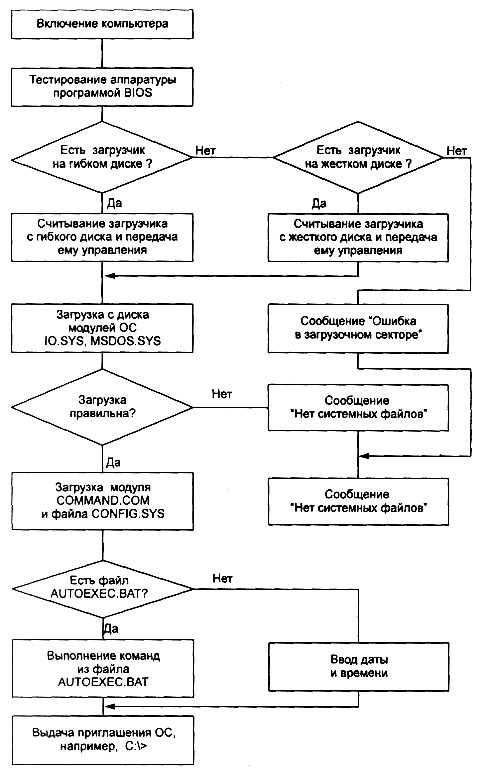 Включение компьютера
Тестирование аппаратуры
программой BIOS
Есть загрузчик
на гибком диске ?
Нет
Есть загрузчик
на жестком диске ?
Нет
Да
Да
Считывание загрузчика
с гибкого диска и передача
ему управления
Считывание загрузчика
с жесткого диска и передача
ему управления
Загрузка с диска
модулей ОС
IO.SYS, MSDOS.SYS
Сообщение "Ошибка
в загрузочном секторе"
Загрузка
правильна?
Нет
Сообщение
"Нет системных файлов"
Да
Загрузка модуля
COMMAND.COM
и файла CONFIG.SYS
Сообщение
"Нет системных файлов"
Есть файл
AUTOEXEC.BAT?
Нет
Да
Выполнение команд
из файла
AUTOEXEC.BAT
Ввод даты
и времени
Выдача приглашения ОС,
например, C:\>